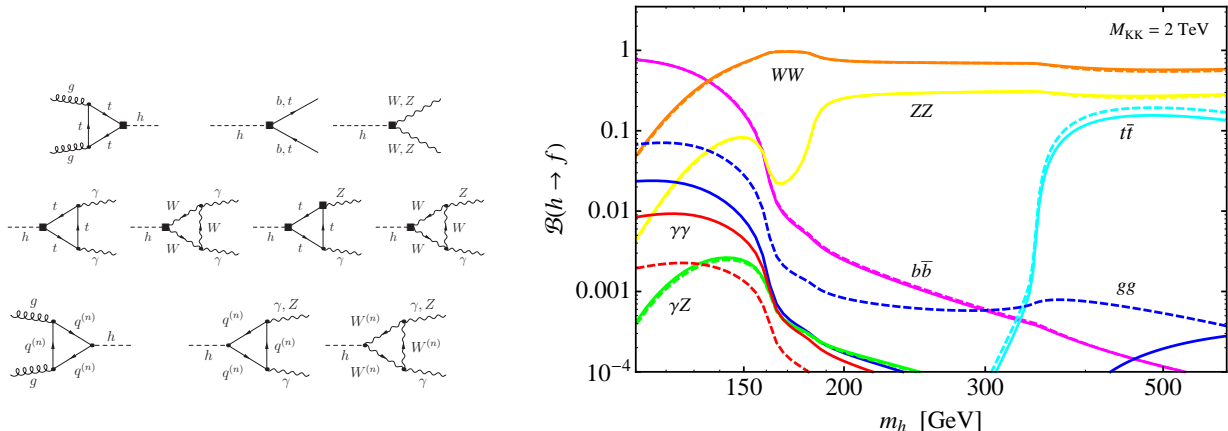 g
t
t
t
g
h
b, t
h
b, t
W, Z
h
W, Z
γ
t
t
h
t
γ
γ
W
W
h
W
γ
Z
t
t
h
t
γ
Z
W
W
h
W
γ
g
q^(n)
q^(n)
h
q^(n)
g
γ, Z
q^(n)
q^(n)
h
q^(n)
γ
γ, Z
W^(n)
W^(n)
h
W^(n)
γ
M_KK = 2 TeV
1
0.1
0.01
0.001
10^−4
B(h → f)
WW
ZZ
tt̄
γγ
bb̄
γZ
gg
150
200
300
500
m_h [GeV]